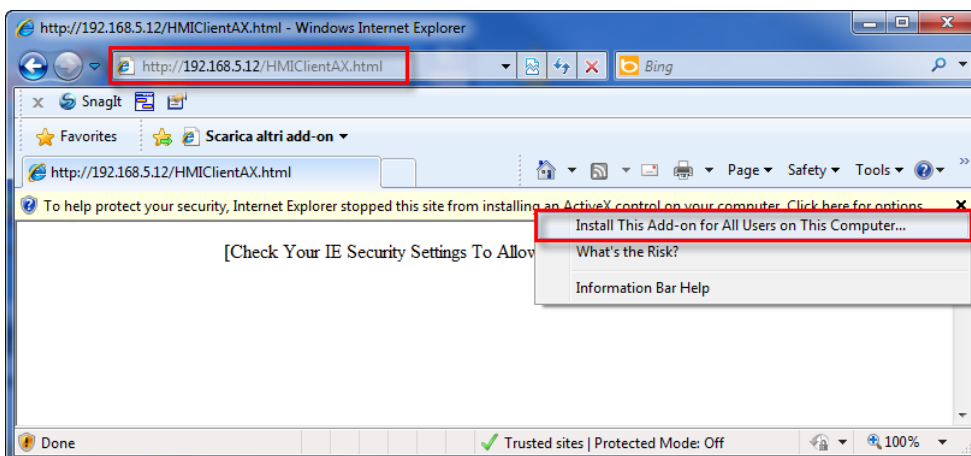 http://192.168.5.12/HMIClientAX.html - Windows Internet Explorer
http://192.168.5.12/HMIClientAX.html
Bing
x SnagIt
Favorites Scarica altri add-on
http://192.168.5.12/HMIClientAX.html
Page Safety Tools
To help protect your security, Internet Explorer stopped this site from installing an ActiveX control on your computer. Click here for options...
Install This Add-on for All Users on This Computer...
[Check Your IE Security Settings To Allow
What's the Risk?
Information Bar Help
Done
Trusted sites | Protected Mode: Off
100%